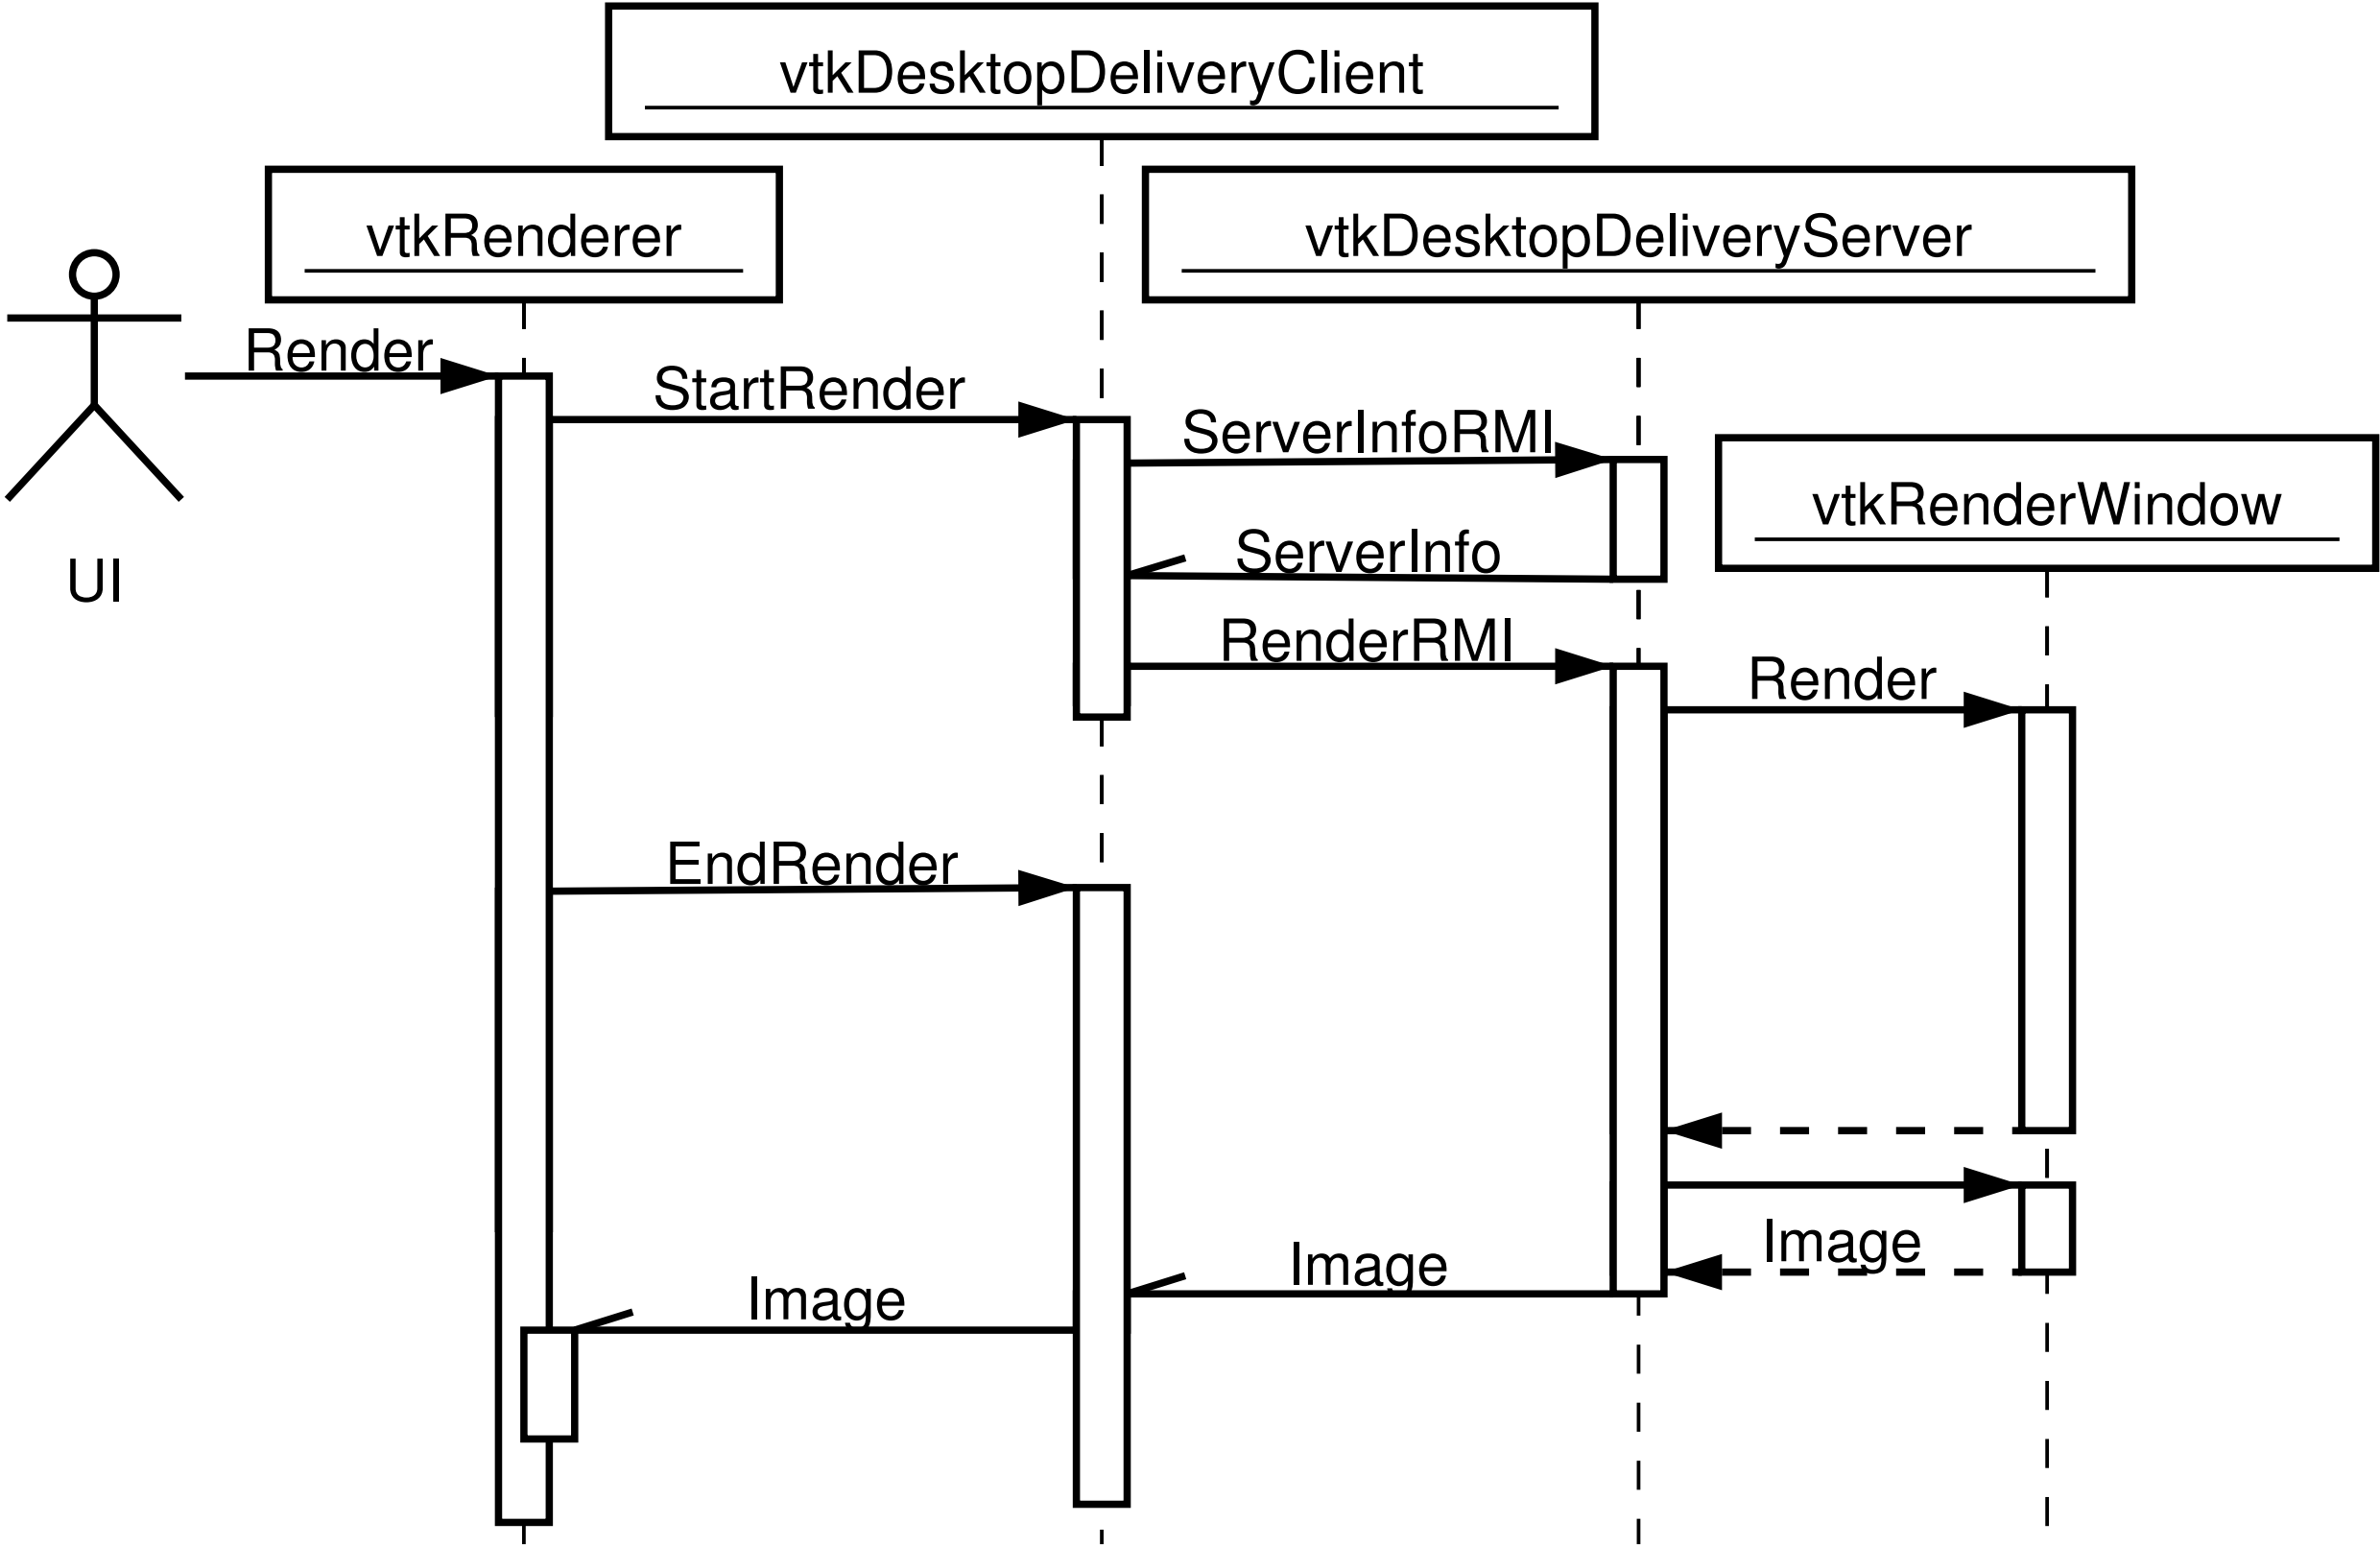 vtkDesktopDeliveryClient
vtkRenderer
vtkDesktopDeliveryServer
Render
StartRender
ServerInfoRMI
vtkRenderWindow
ServerInfo
UI
RenderRMI
Render
EndRender
Image
Image
Image